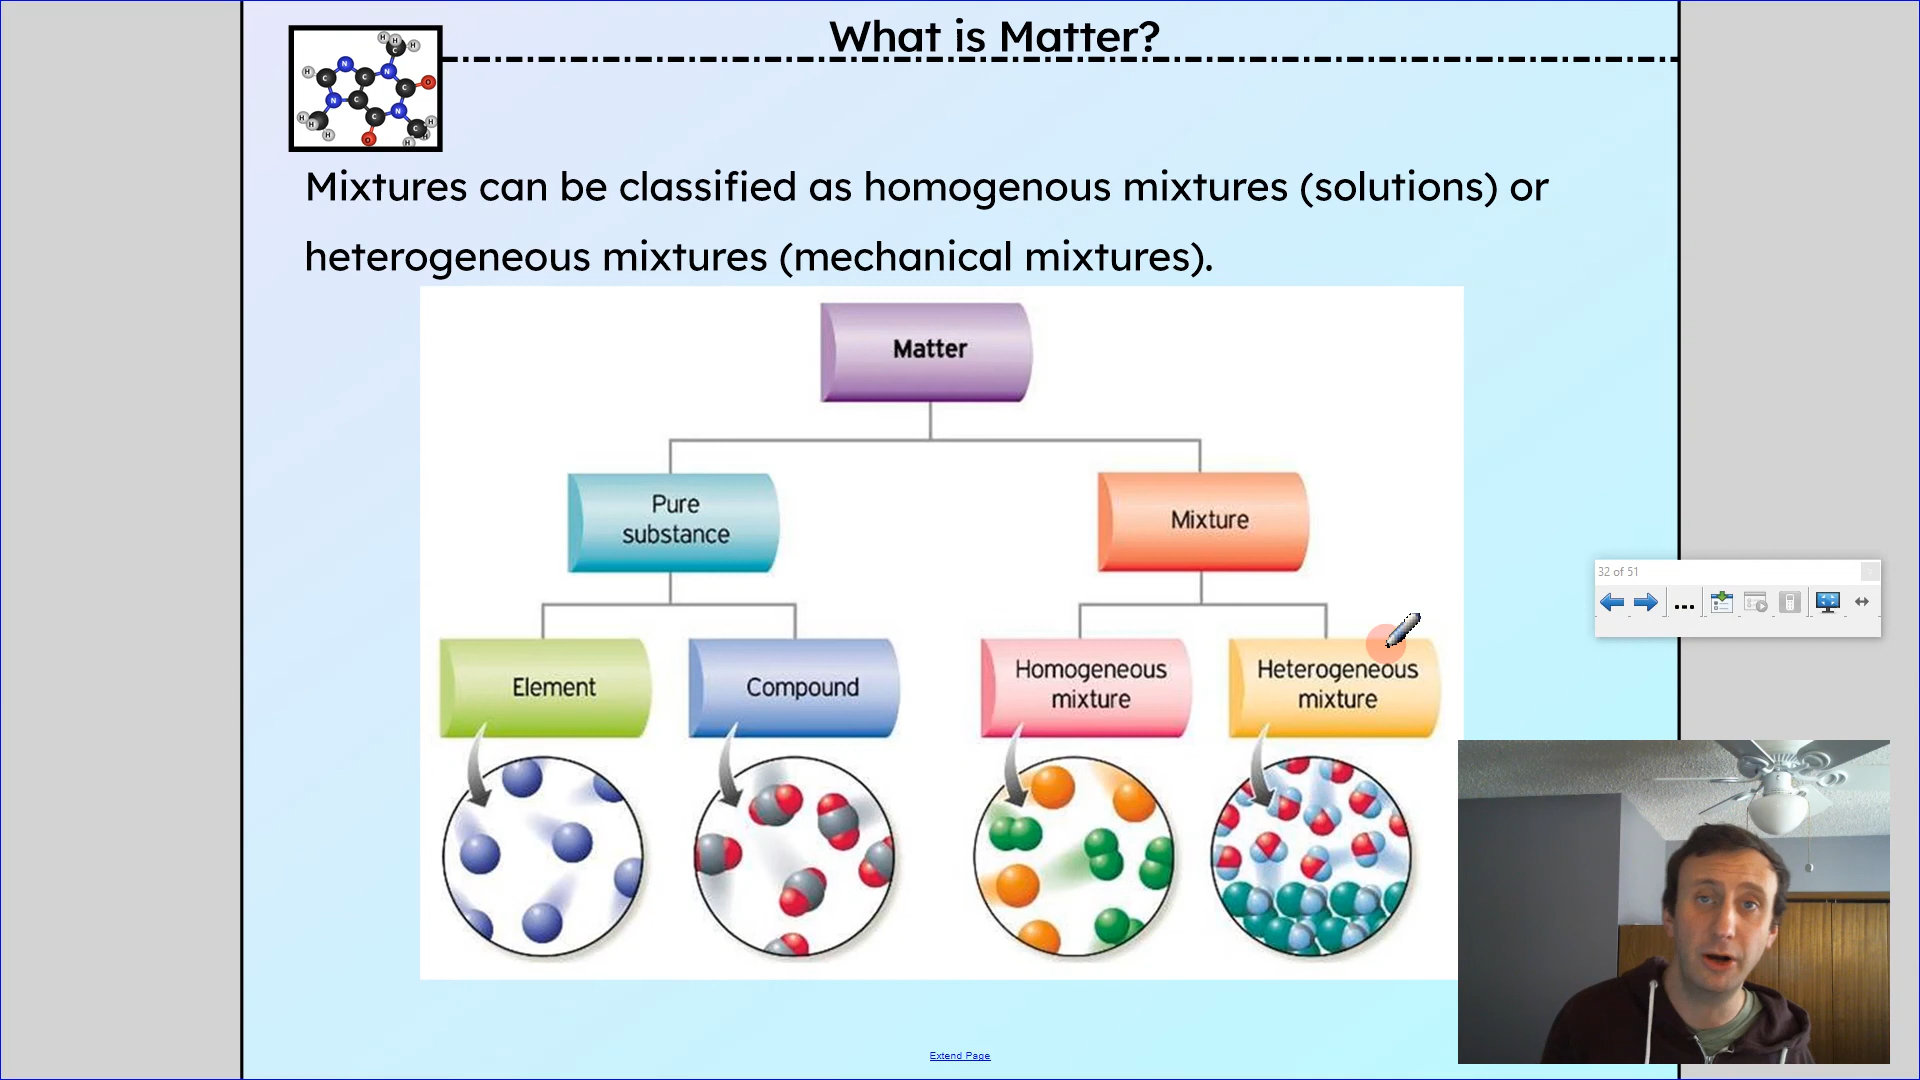 What is Matter?
Mixtures can be classified as homogenous mixtures (solutions) or
heterogeneous mixtures (mechanical mixtures).
Matter
Pure
substance
Mixture
32 of 51
Element
Compound
Homogeneous
mixture
Heterogeneous
mixture
Extend Page